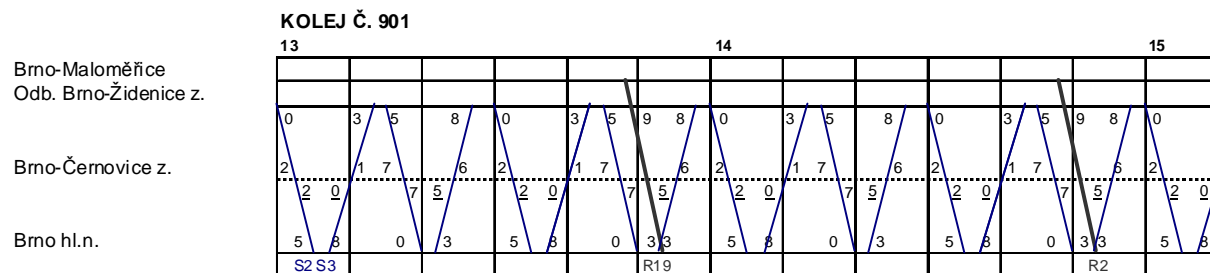 KOLEJ Č. 901
13 14 15
Brno-Maloměřice
Odb. Brno-Židenice z.
0 3 5 8 0 3 5 9 8 0 3 5 8 0 3 5 9 8 0
Brno-Černovice z. 2 1 7 6 2 1 7 6 2 1 7 6 2 1 7 6 2
2 0 7 5 2 0 7 5 2 0 7 5 2 0 7 5 2 0
Brno hl.n. 5 8 0 3 5 8 0 3 3 5 8 0 3 5 8 0 3 3 5 8
S2 S3 R19 R2